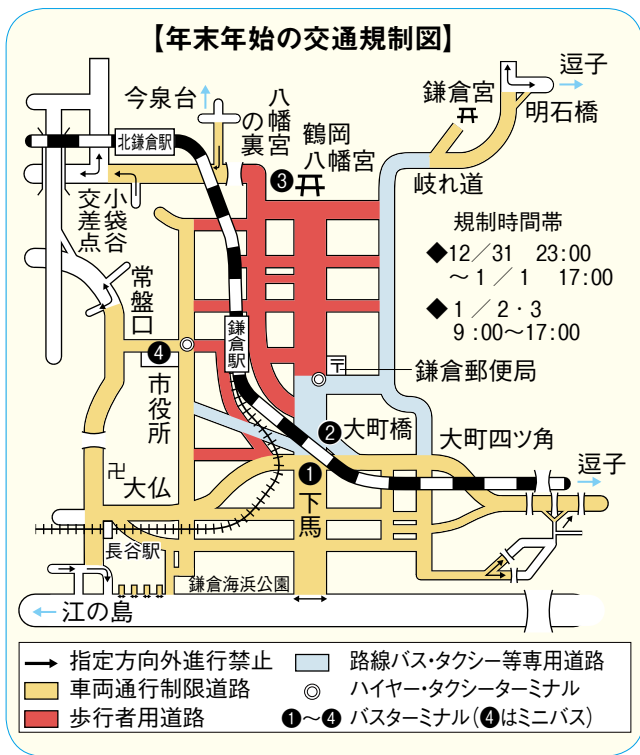 【年末年始の交通規制図】
今泉台
八幡宮の裏
鶴岡八幡宮
鎌倉宮
逗子
明石橋
北鎌倉駅
岐れ道
小袋谷交差点
❸
規制時間帯
◆12/31 23:00
～1/1 17:00
◆1/2・3
9:00～17:00
常盤口
❹
市役所
鎌倉駅
〒
鎌倉郵便局
❷
大町橋
大町四ツ角
❶
下馬
逗子
卍
大仏
長谷駅
鎌倉海浜公園
江の島
指定方向外進行禁止
路線バス・タクシー等専用道路
車両通行制限道路
ハイヤー・タクシーターミナル
歩行者用道路
❶～❹ バスターミナル(❹はミニバス)